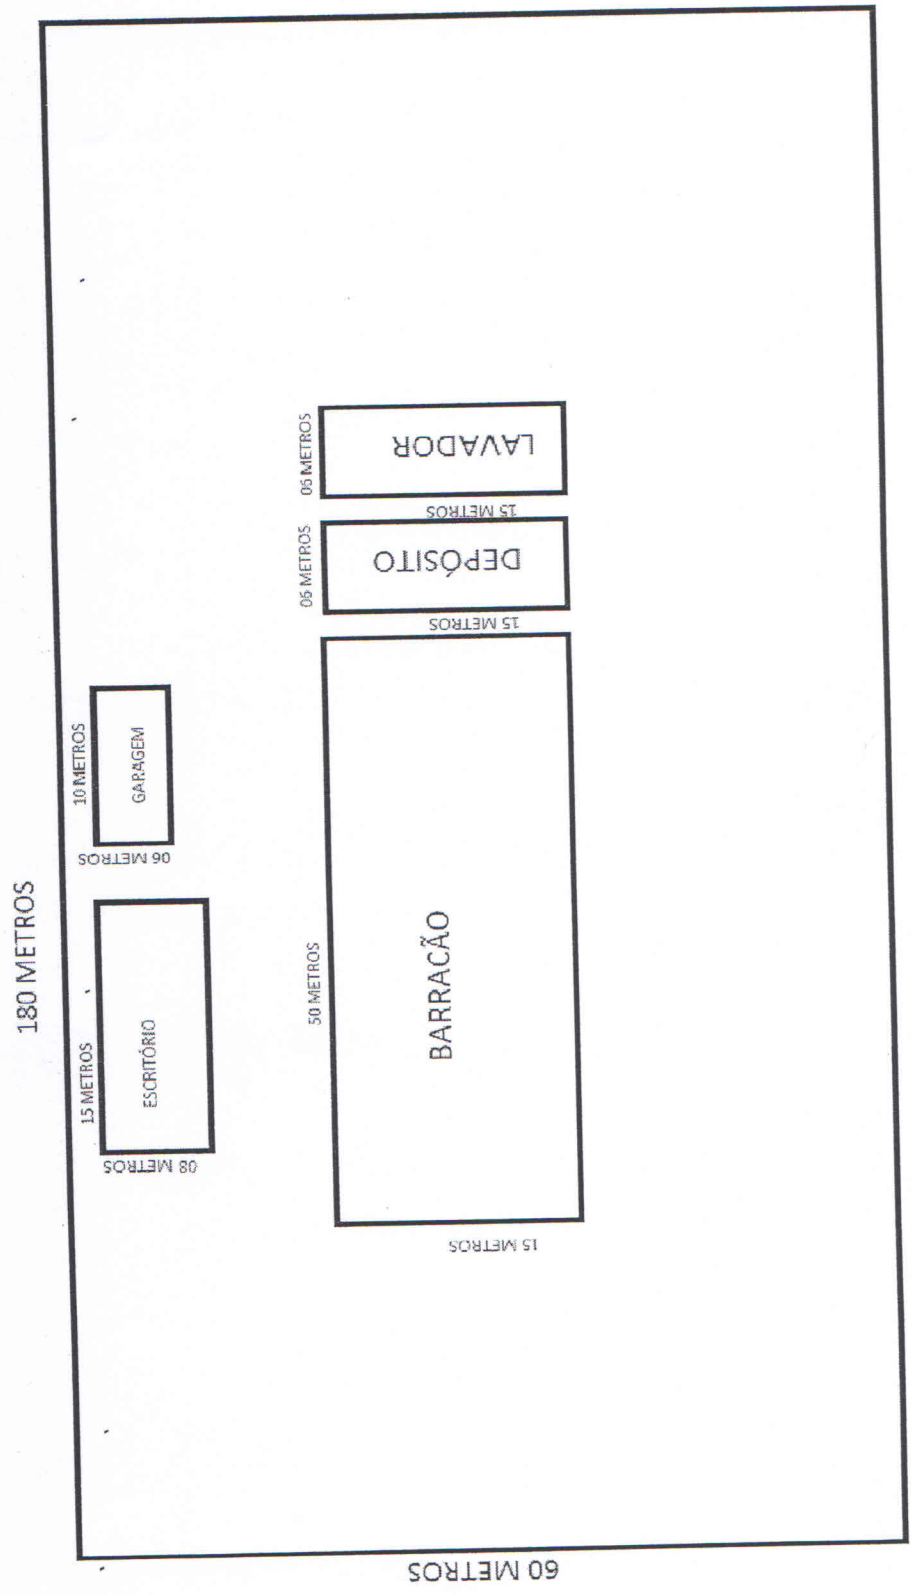 180 METROS
15 METROS
10 METROS
ESCRITÓRIO
GARAGEM
08 METROS
06 METROS
50 METROS
06 METROS
06 METROS
BARRACÃO
DEPÓSITO
LAVADOR
15 METROS
15 METROS
15 METROS
60 METROS